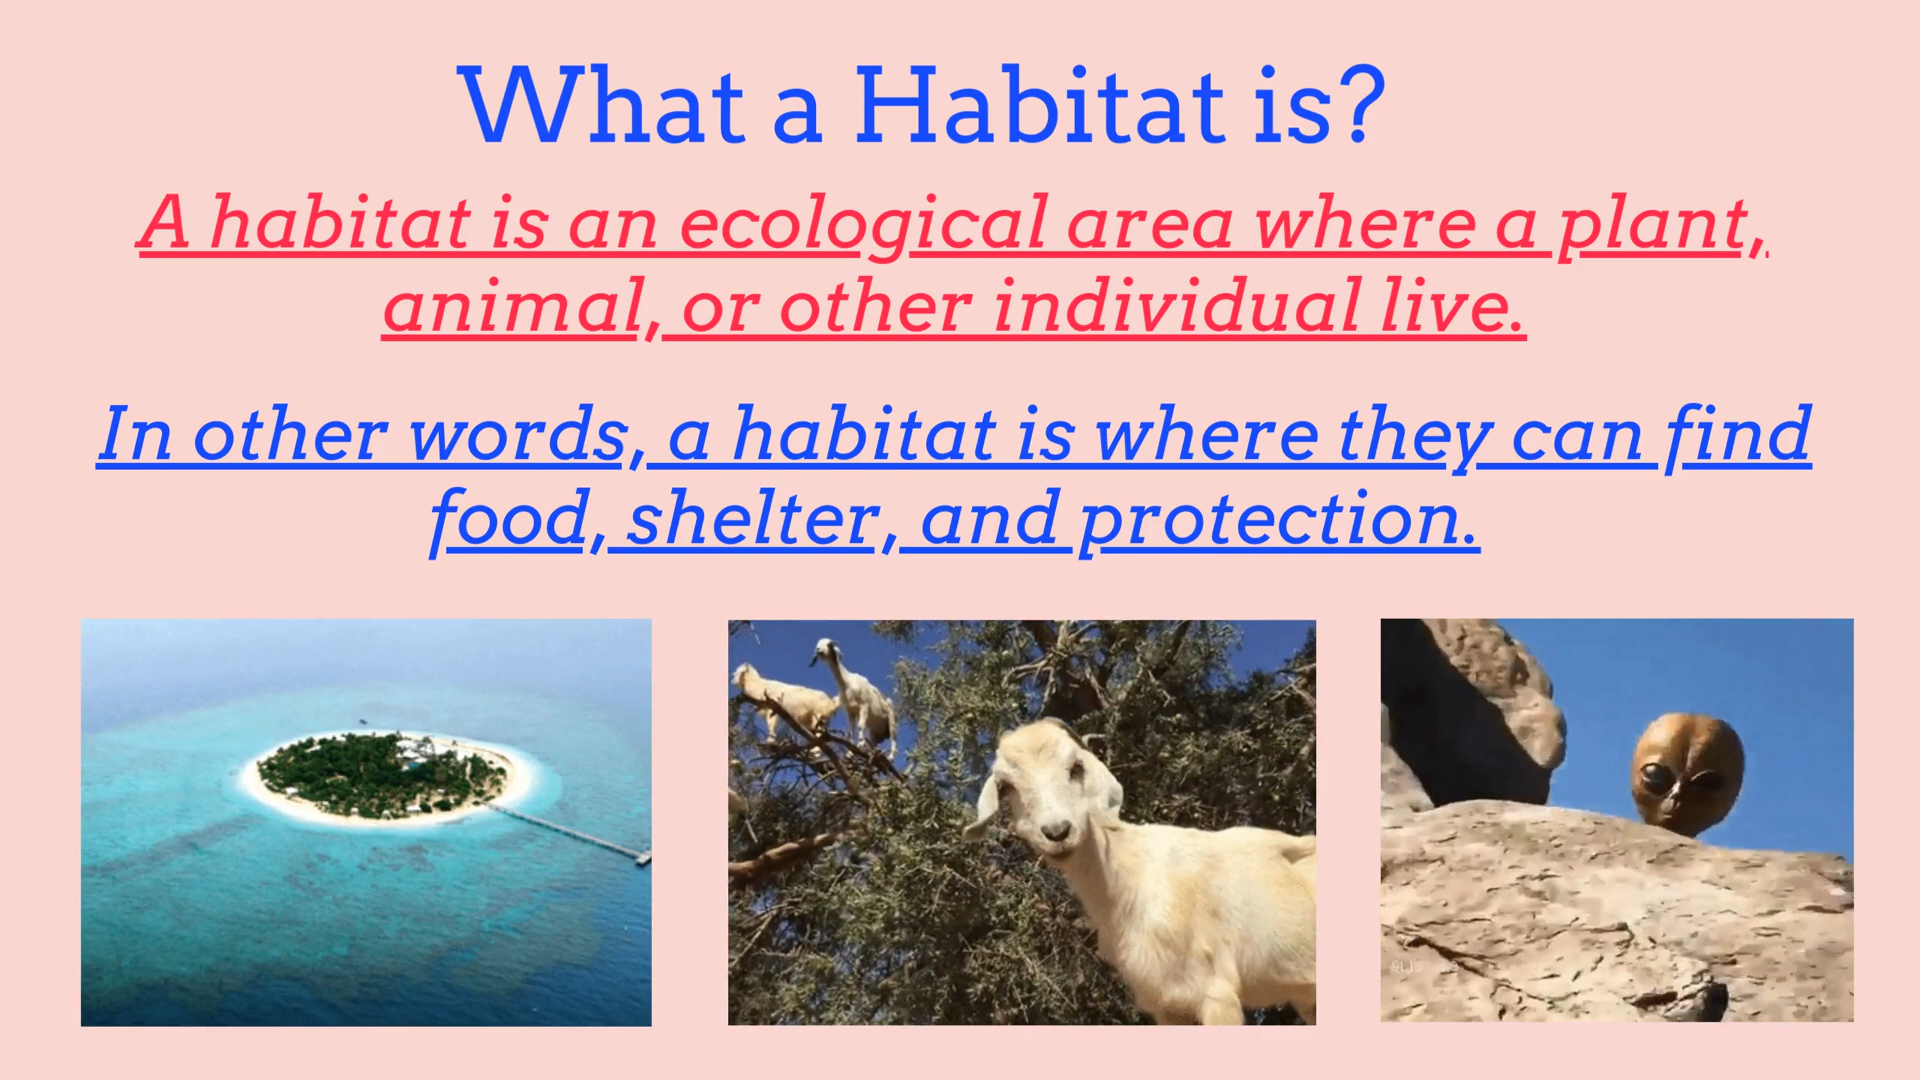 What a Habitat is?
A habitat is an ecological area where a plant,
animal, or other individual live.
In other words, a habitat is where they can find
food, shelter, and protection.